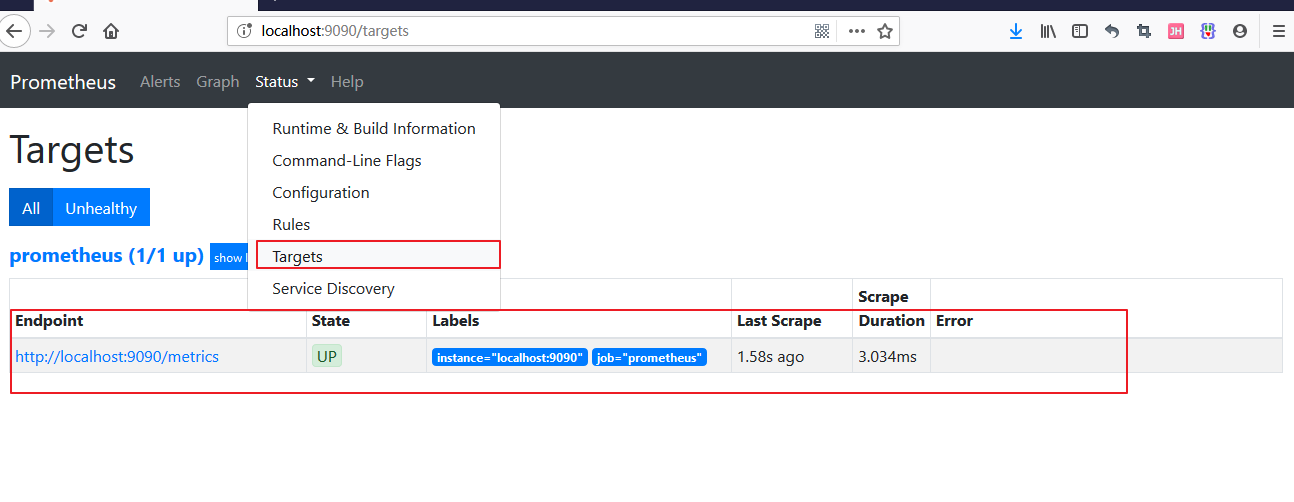 localhost:9090/targets
JH
Prometheus Alerts Graph Status Help
Runtime & Build Information
Command-Line Flags
Configuration
Rules
Targets
Service Discovery
Targets
All Unhealthy
prometheus (1/1 up) show
Endpoint State Labels Last Scrape Scrape Duration Error
http://localhost:9090/metrics UP instance="localhost:9090" job="prometheus" 1.58s ago 3.034ms